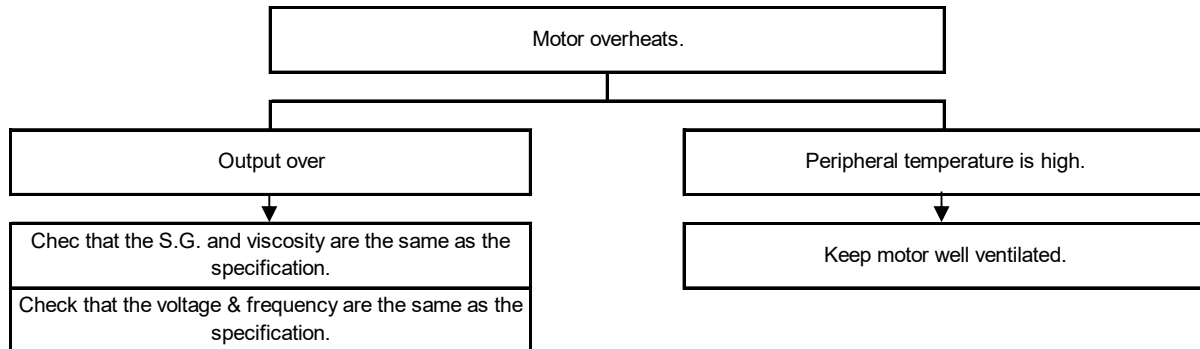 Motor overheats.
Output over
Peripheral temperature is high.
Chec that the S.G. and viscosity are the same as the
specification.
Keep motor well ventilated.
Check that the voltage & frequency are the same as the
specification.